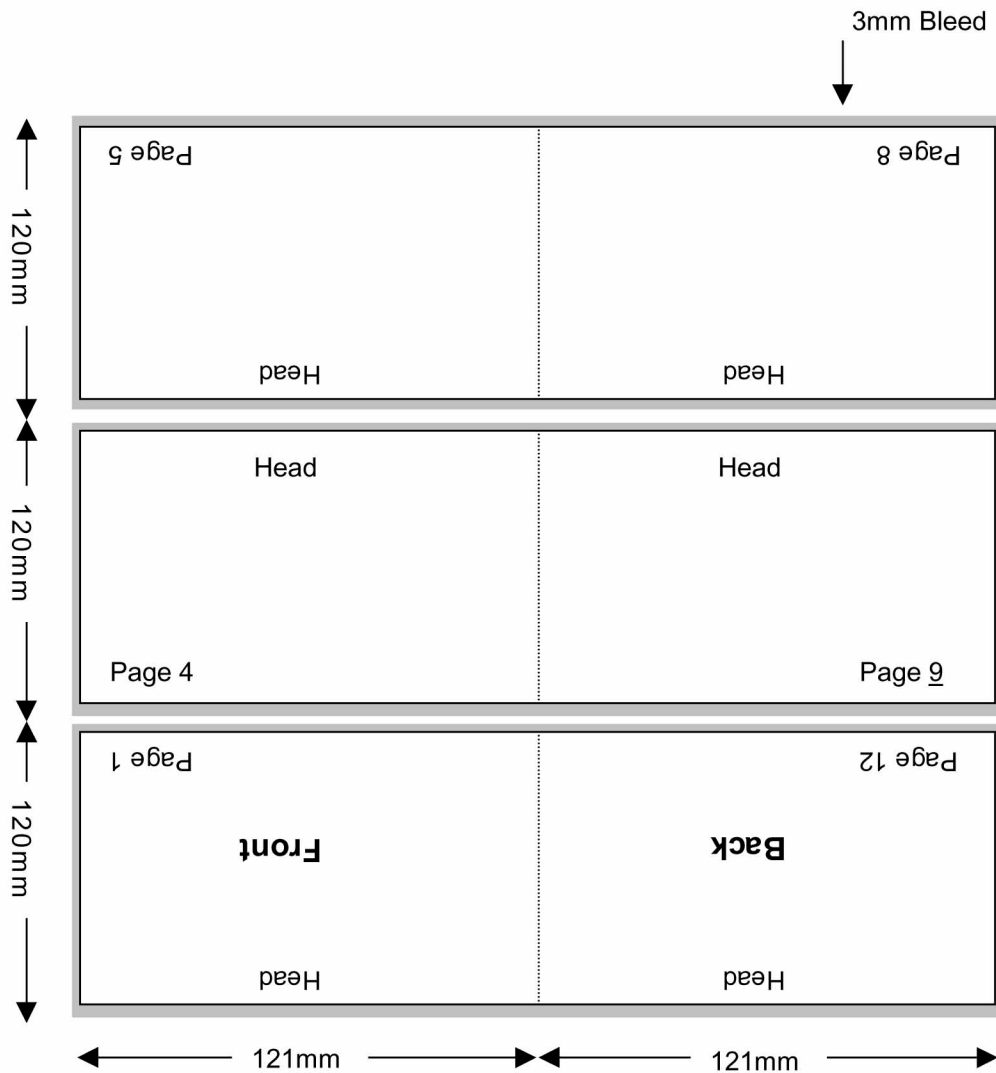 3mm Bleed
Page 5
Page 8
120mm
Head
Head
Head
Head
120mm
Page 4
Page 9
Page 1
Page 12
120mm
Front
Back
Head
Head
121mm
121mm